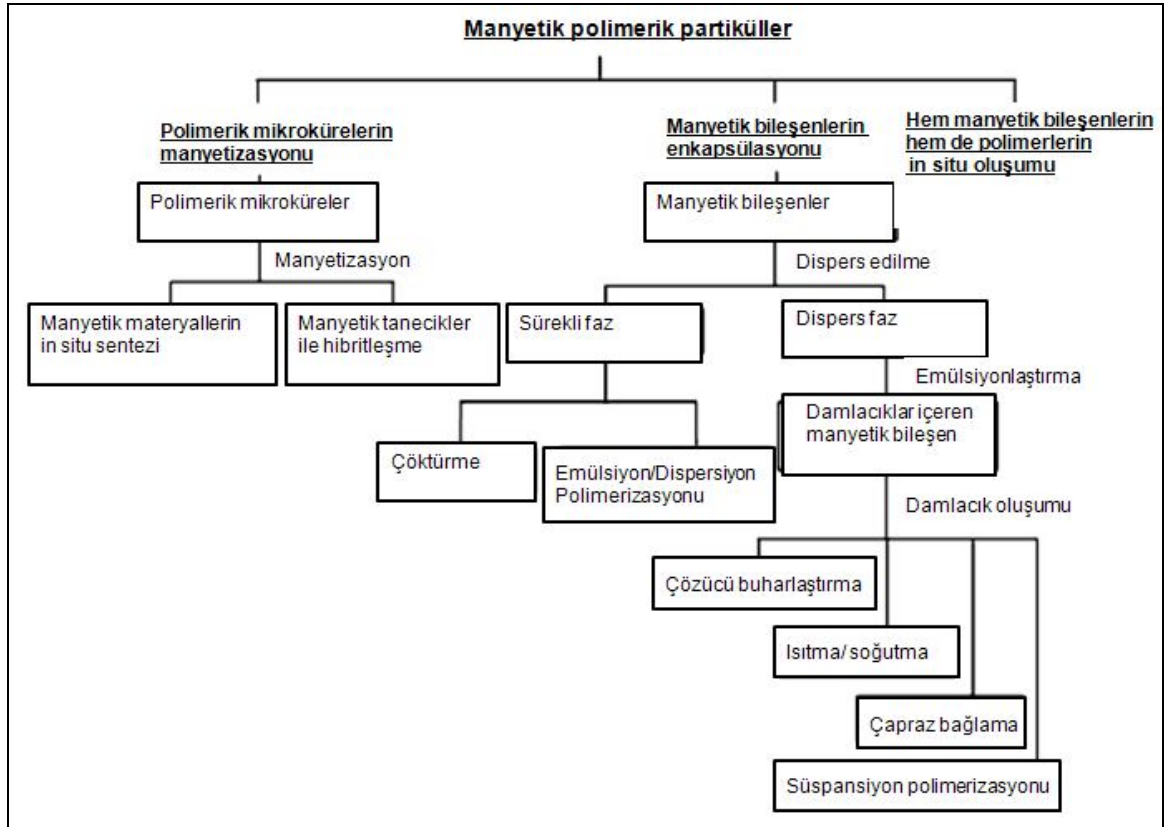 Manyetik polimerik partiküller
Polimerik mikrokürelerin
manyetizasyonu
Manyetik bileşenlerin
enkapsülasyonu
Hem manyetik bileşenlerin
hem de polimerlerin
in situ oluşumu
Polimerik mikroküreler
Manyetik bileşenler
Manyetizasyon
Dispers edilme
Manyetik materyallerin
in situ sentezi
Manyetik tanecikler
ile hibritleşme
Sürekli faz
Dispers faz
Emülsiyonlaştırma
Çöktürme
Emülsiyon/Dispersiyon
Polimerizasyonu
Damlacıklar içeren
manyetik bileşen
Damlacık oluşumu
Çözücü buharlaştırma
Isıtma/ soğutma
Çapraz bağlama
Süspansiyon polimerizasyonu